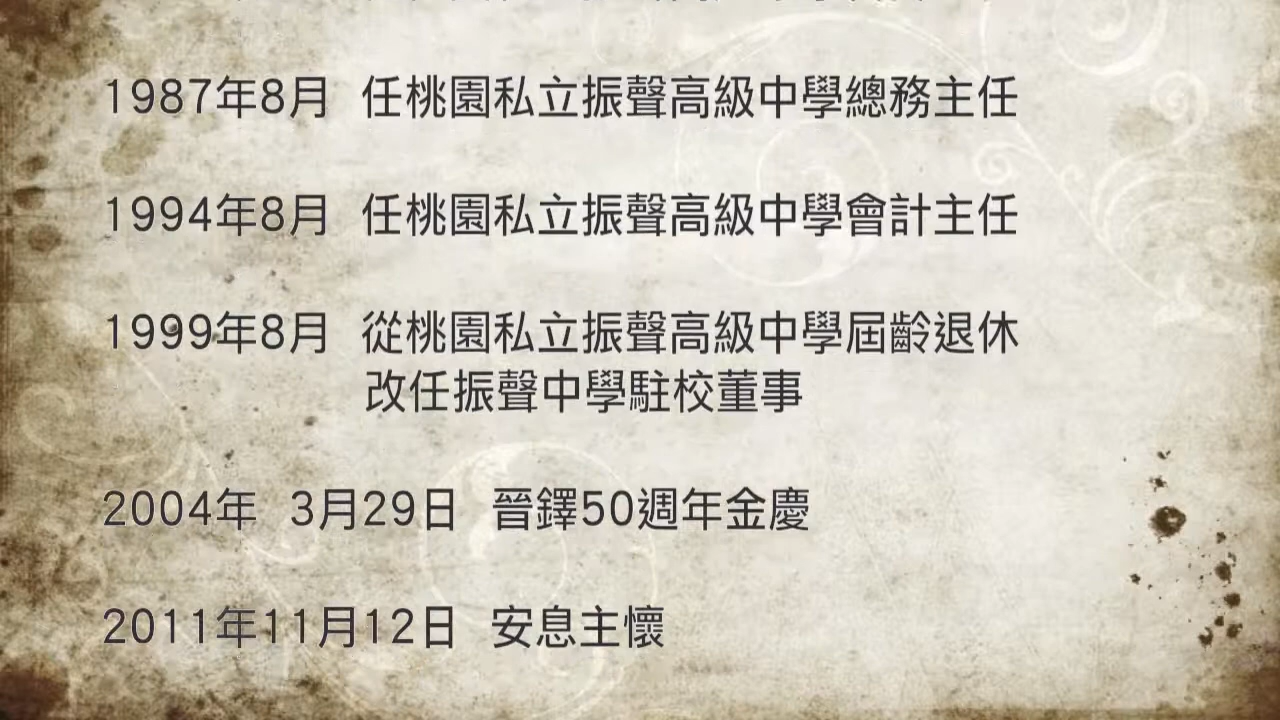 1987年8月 任桃園私立振聲高級中學總務主任
1994年8月 任桃園私立振聲高級中學會計主任
1999年8月 從桃園私立振聲高級中學屆齡退休
改任振聲中學駐校董事
2004年 3月29日 晉鐸50週年金慶
2011年11月12日 安息主懷